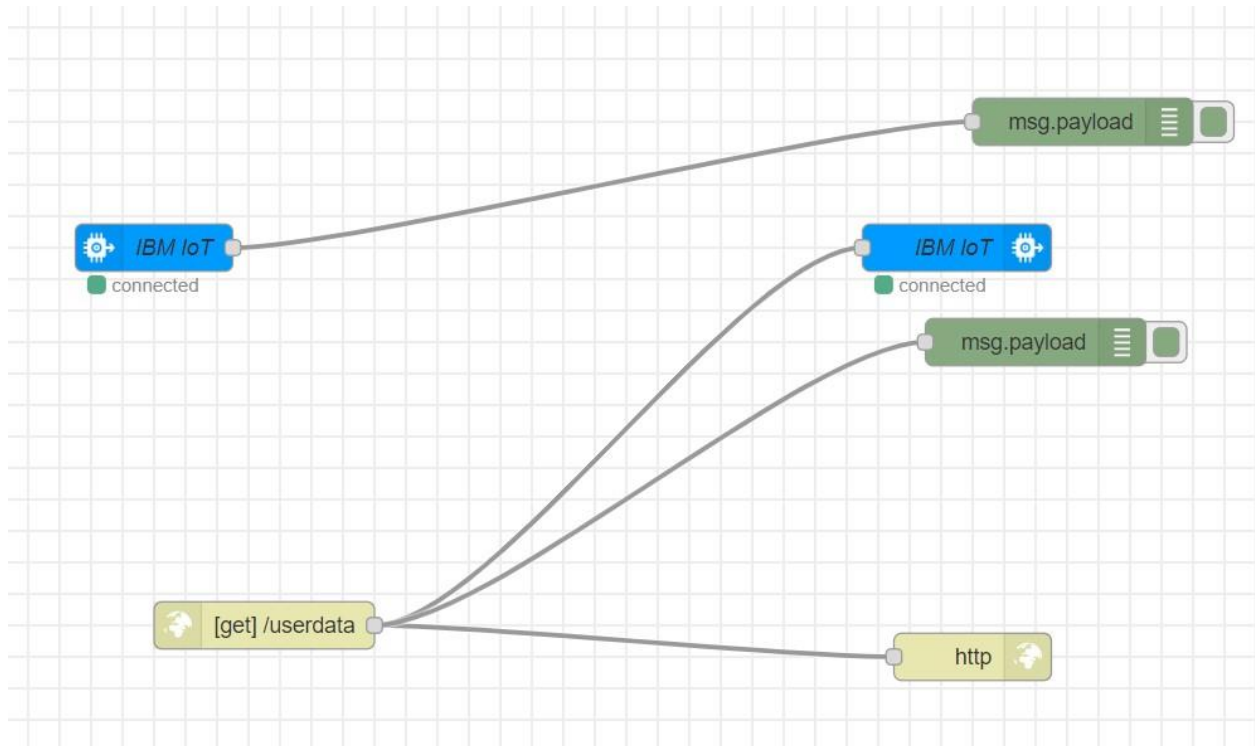 msg.payload
IBM IoT
connected
IBM IoT
connected
msg.payload
[get] /userdata
http